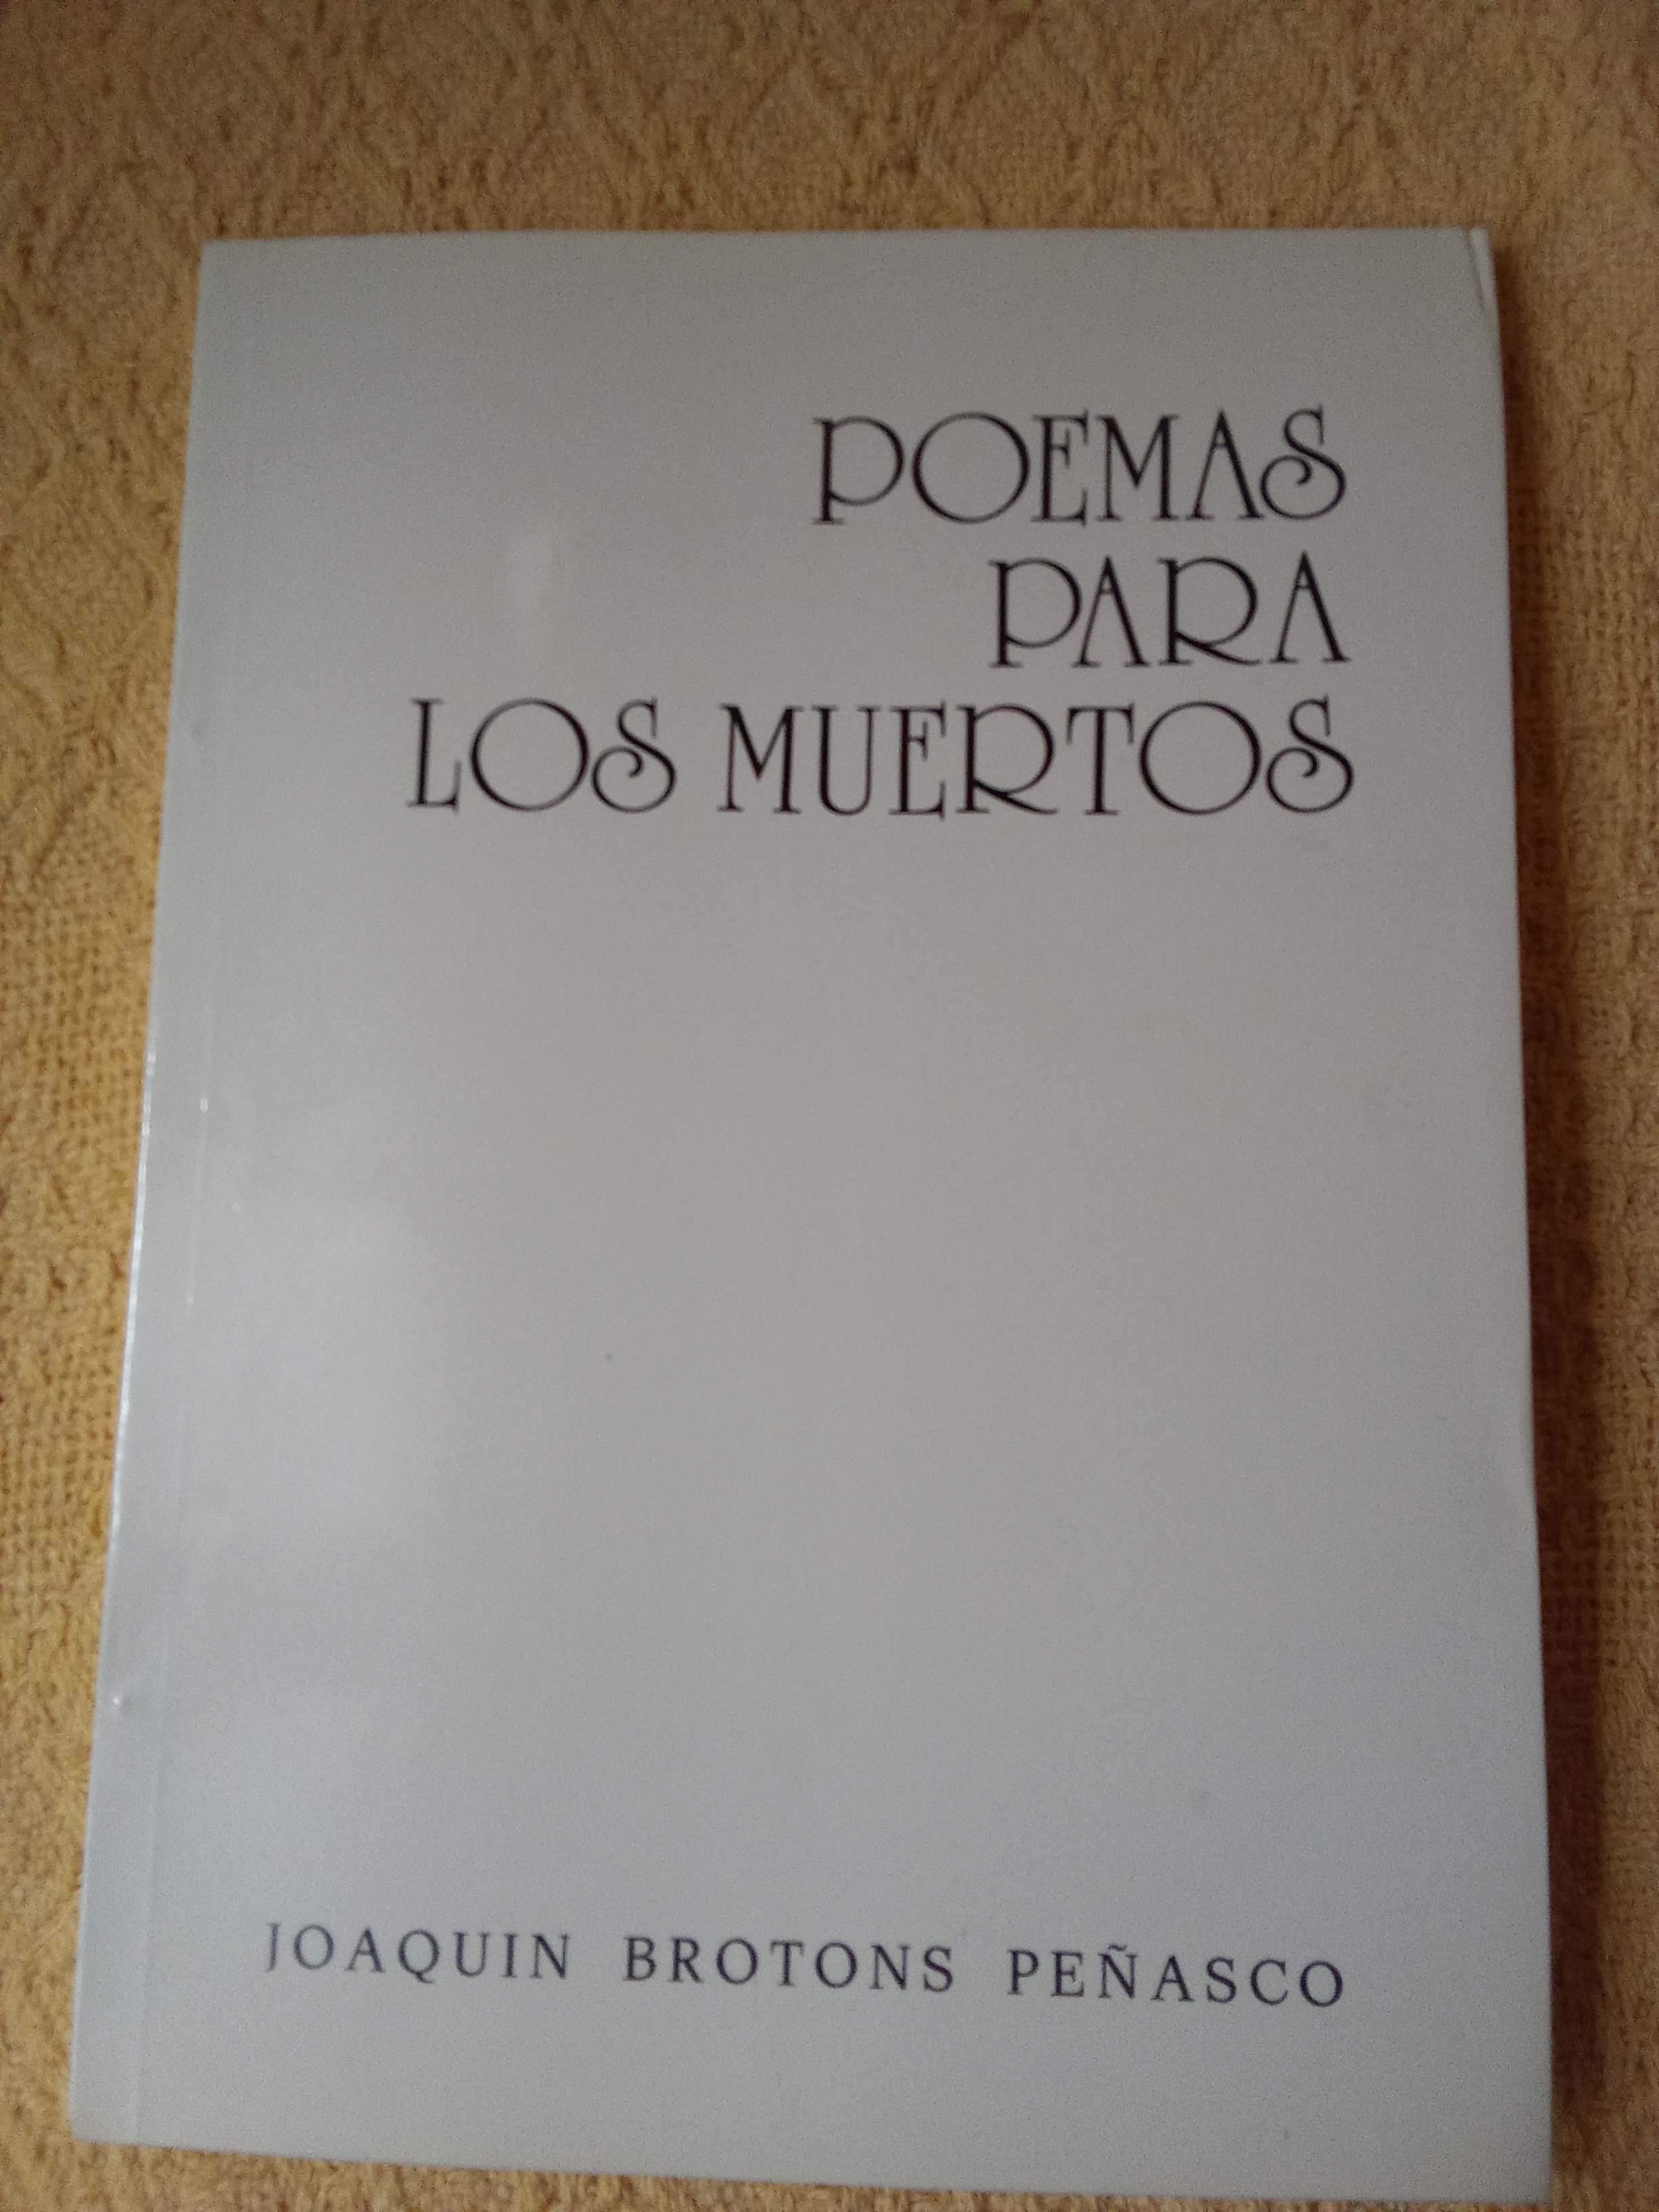 POEMAS
PARA
LOS MUERTOS
JOAQUIN BROTONS PEÑASCO